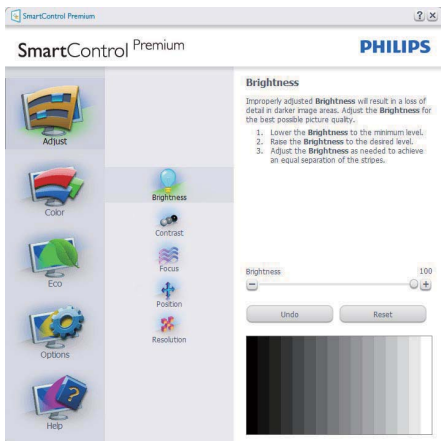 SmartControl Premium
? ×
SmartControl Premium
PHILIPS
Adjust
Color
Eco
Options
Help
Brightness
Contrast
Focus
Position
Resolution
Brightness
Improperly adjusted Brightness will result in a loss of
detail in darker image areas. Adjust the Brightness for
the best possible picture quality.
1. Lower the Brightness to the minimum level.
2. Raise the Brightness to the desired level.
3. Adjust the Brightness as needed to achieve
an equal separation of the stripes.
Brightness 100
Undo Reset